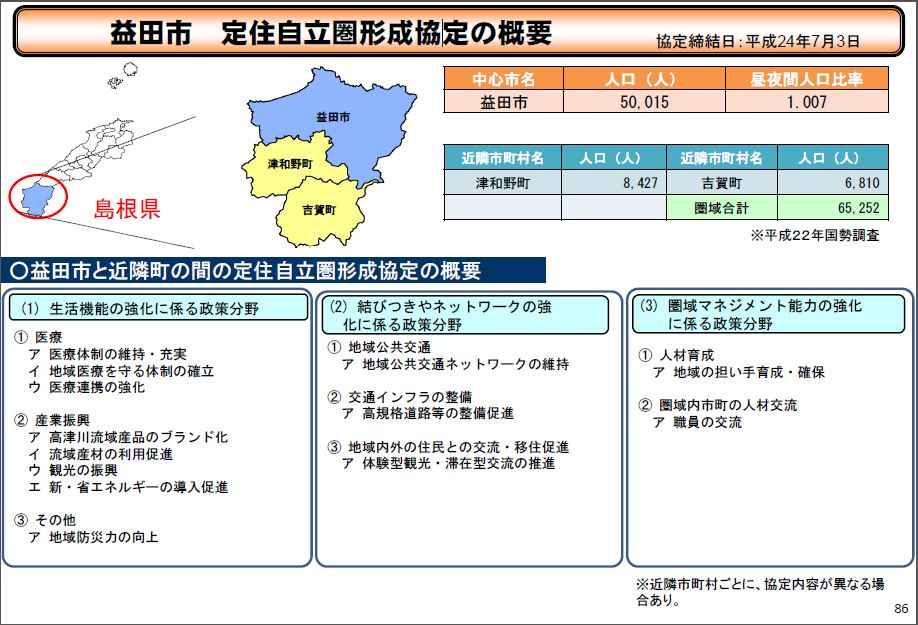 益田市　定住自立圏形成協定の概要
協定締結日：平成24年7月3日
益田市
津和野町
吉賀町
島根県
中心市名 人口（人） 昼夜間人口比率
益田市 50,015 1.007
近隣市町村名 人口（人） 近隣市町村名 人口（人）
津和野町 8,427 吉賀町 6,810
圏域合計 65,252
※平成２２年国勢調査
○益田市と近隣町の間の定住自立圏形成協定の概要
(1) 生活機能の強化に係る政策分野
① 医療
ア 医療体制の維持・充実
イ 地域医療を守る体制の確立
ウ 医療連携の強化
② 産業振興
ア 高津川流域産品のブランド化
イ 流域産材の利用促進
ウ 観光の振興
エ 新・省エネルギーの導入促進
③ その他
ア 地域防災力の向上
(2) 結びつきやネットワークの強
化に係る政策分野
① 地域公共交通
ア 地域公共交通ネットワークの維持
② 交通インフラの整備
ア 高規格道路等の整備促進
③ 地域内外の住民との交流・移住促進
ア 体験型観光・滞在型交流の推進
(3) 圏域マネジメント能力の強化
に係る政策分野
① 人材育成
ア 地域の担い手育成・確保
② 圏域内市町の人材交流
ア 職員の交流
※近隣市町村ごとに、協定内容が異なる場
合あり。
86